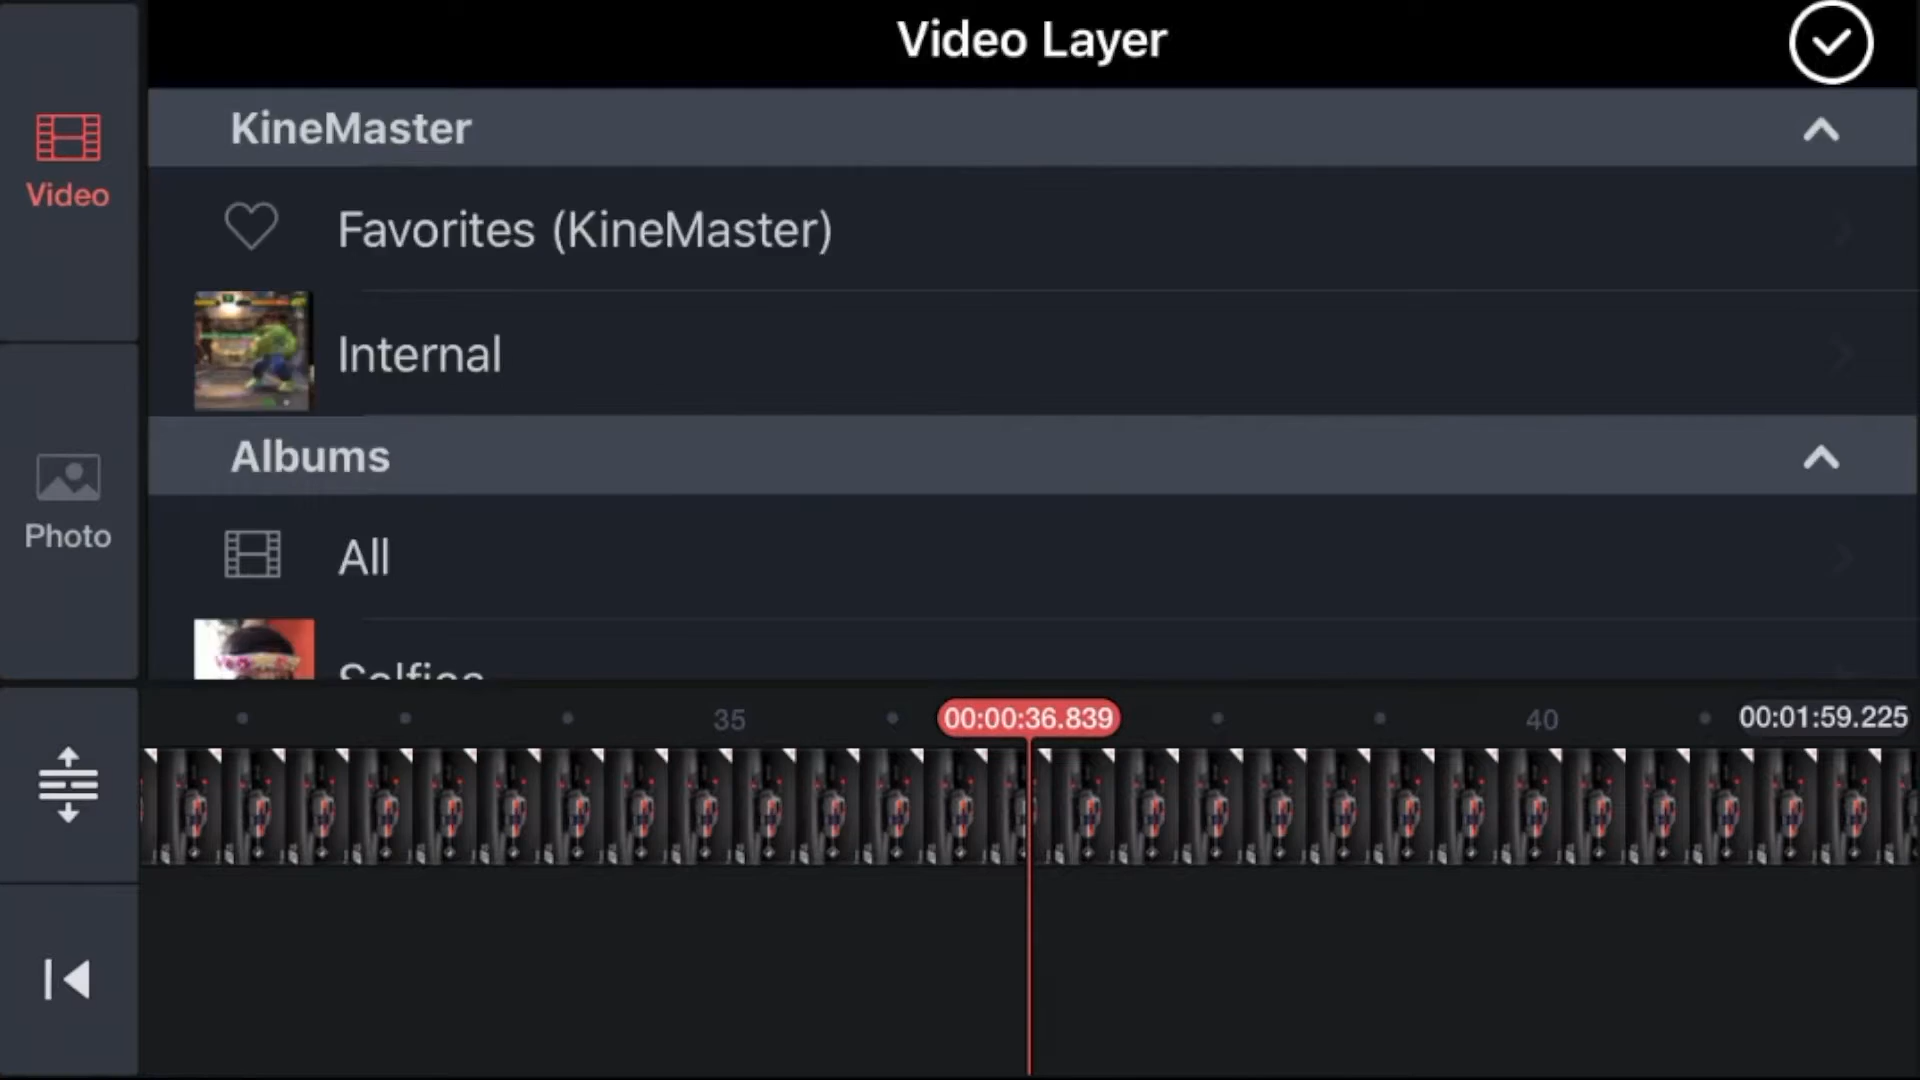 Video Layer
KineMaster
Video
Favorites (KineMaster)
Internal
Albums
Photo
All
Selfies
35
00:00:36.839
40
00:01:59.225